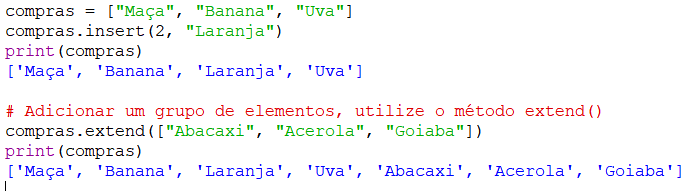 compras = ["Maça", "Banana", "Uva"]
compras.insert(2, "Laranja")
print(compras)
['Maça', 'Banana', 'Laranja', 'Uva']
# Adicionar um grupo de elementos, utilize o método extend()
compras.extend(["Abacaxi", "Acerola", "Goiaba"])
print(compras)
['Maça', 'Banana', 'Laranja', 'Uva', 'Abacaxi', 'Acerola', 'Goiaba']